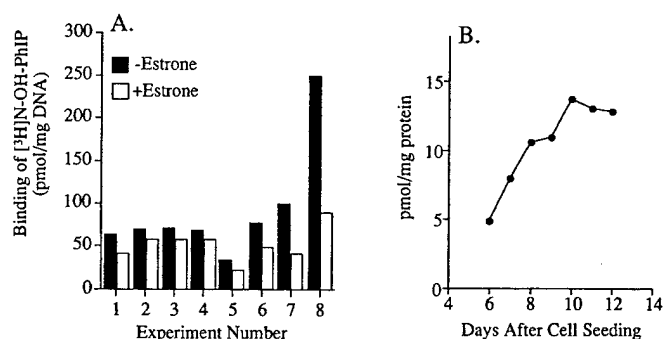 A.
Binding of [³H]N-OH-PhIP
(pmol/mg DNA)
300
250
200
150
100
50
0
-Estrone
+Estrone
1 2 3 4 5 6 7 8
Experiment Number
B.
pmol/mg protein
15
10
5
0
4 6 8 10 12 14
Days After Cell Seeding